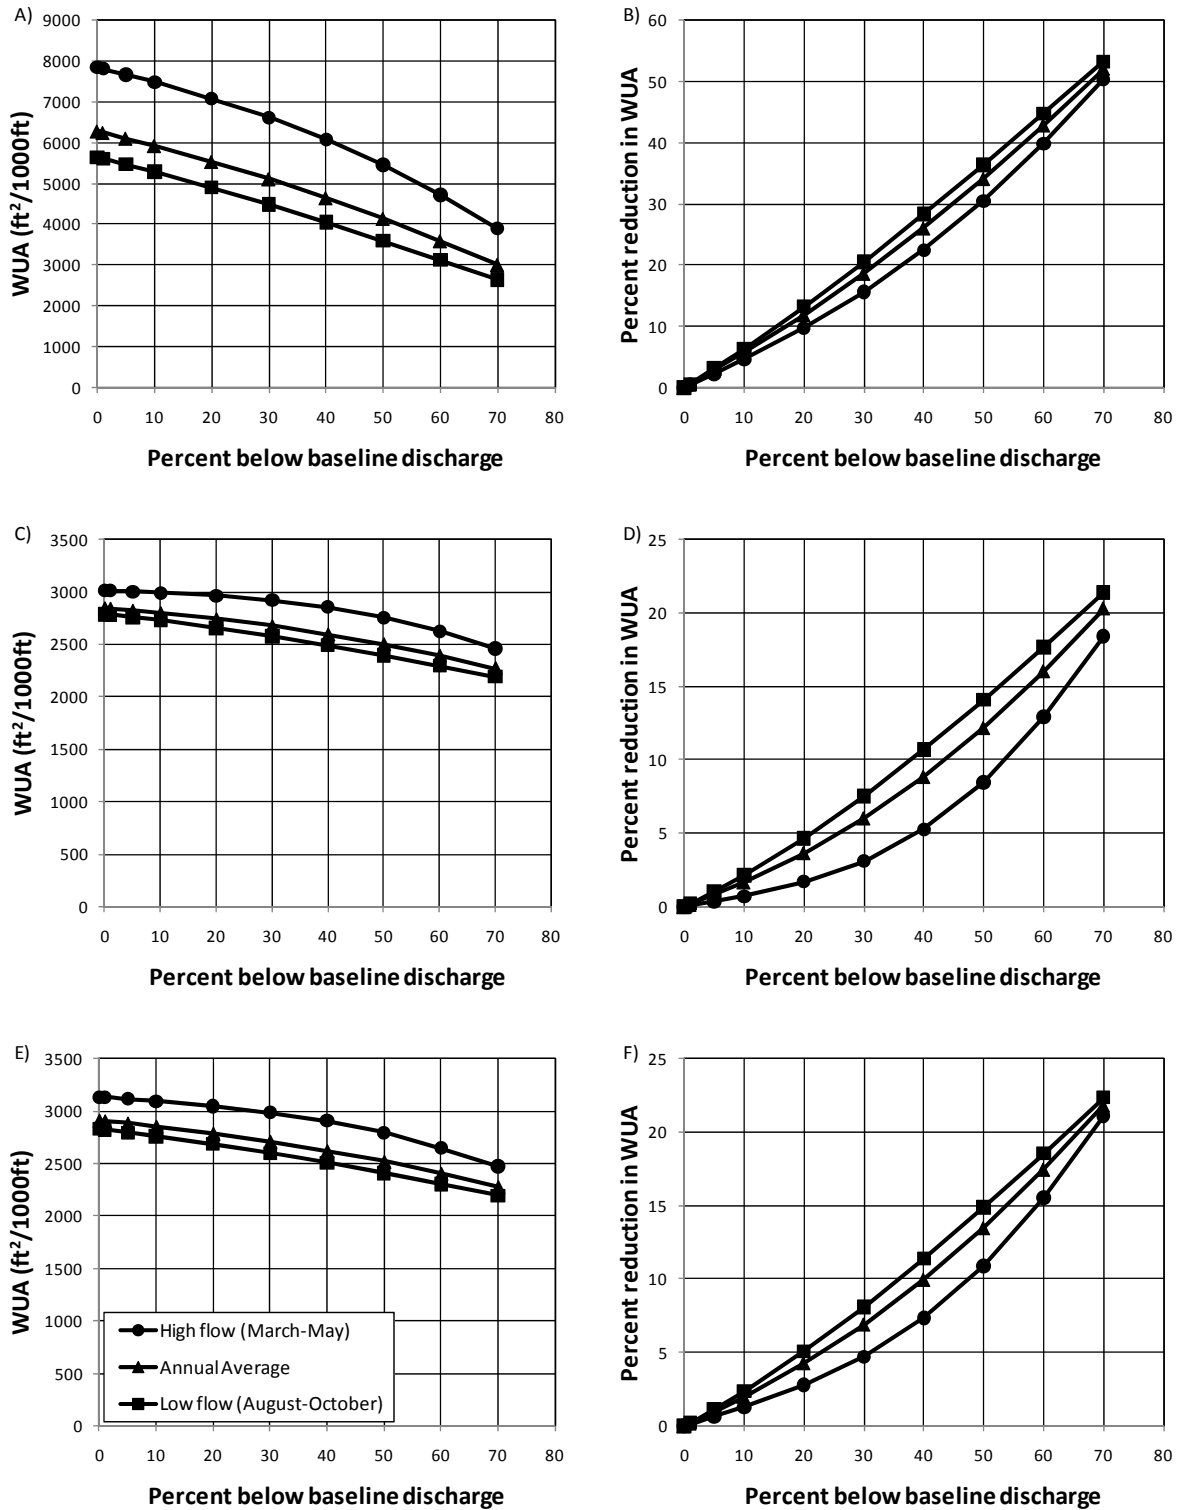 A)
9000
8000
7000
6000
5000
4000
3000
2000
1000
0
WUA (ft²/1000ft)
0 10 20 30 40 50 60 70 80
Percent below baseline discharge
B)
60
50
40
30
20
10
0
Percent reduction in WUA
0 10 20 30 40 50 60 70 80
Percent below baseline discharge
C)
3500
3000
2500
2000
1500
1000
500
0
WUA (ft²/1000ft)
0 10 20 30 40 50 60 70 80
Percent below baseline discharge
D)
25
20
15
10
5
0
Percent reduction in WUA
0 10 20 30 40 50 60 70 80
Percent below baseline discharge
E)
3500
3000
2500
2000
1500
1000
500
0
WUA (ft²/1000ft)
High flow (March-May)
Annual Average
Low flow (August-October)
0 10 20 30 40 50 60 70 80
Percent below baseline discharge
F)
25
20
15
10
5
0
Percent reduction in WUA
0 10 20 30 40 50 60 70 80
Percent below baseline discharge